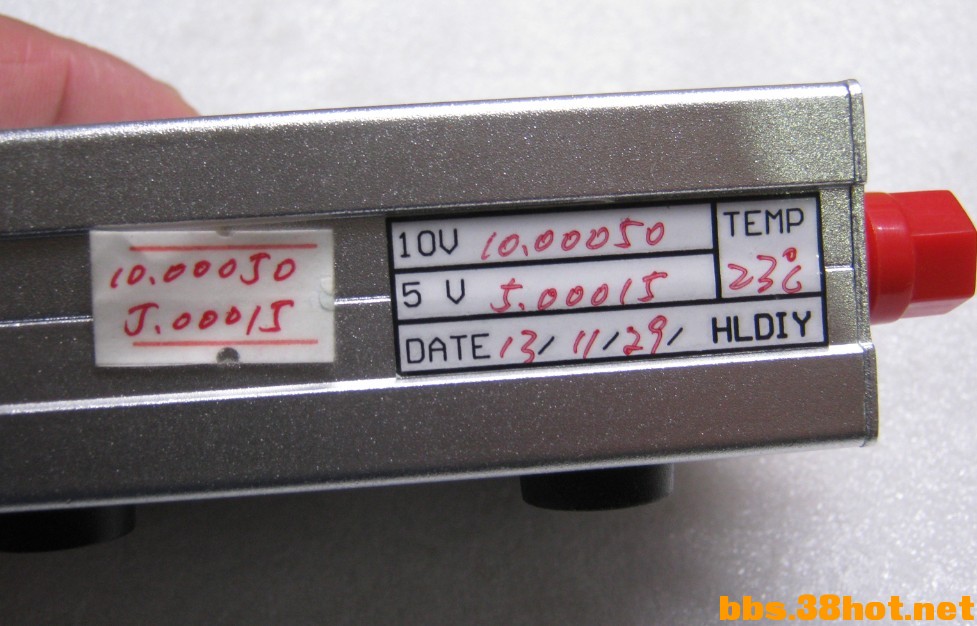 10.00050
5.00015
10V 10.00050
TEMP
23℃
5 V 5.00015
DATE 13/ 11/29/ HLDIY
bbs.38hot.net